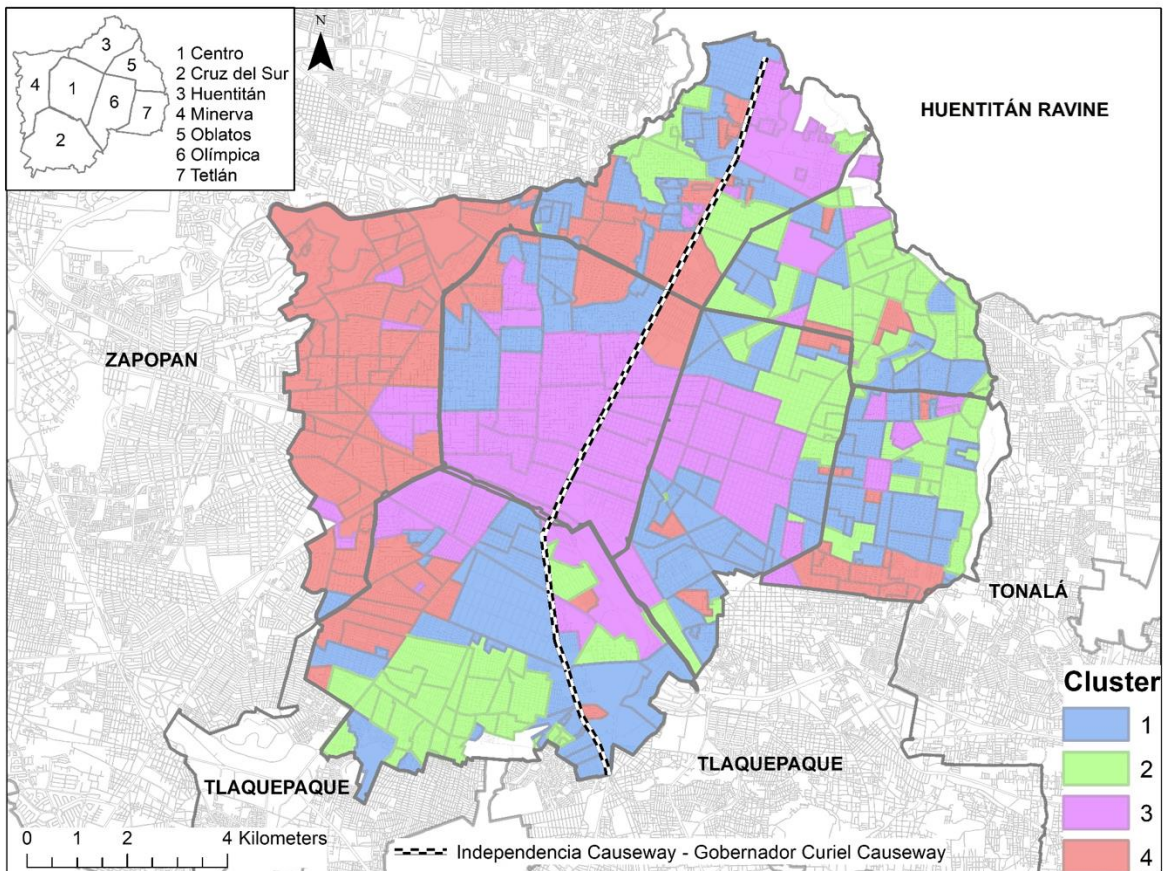 3
4
1
5
6
7
2
1 Centro
2 Cruz del Sur
3 Huentitán
4 Minerva
5 Oblatos
6 Olímpica
7 Tetlán
N
HUENTITÁN RAVINE
ZAPOPAN
TONALÁ
TLAQUEPAQUE
TLAQUEPAQUE
Cluster
1
2
3
4
0 1 2 4 Kilometers
Independencia Causeway - Gobernador Curiel Causeway